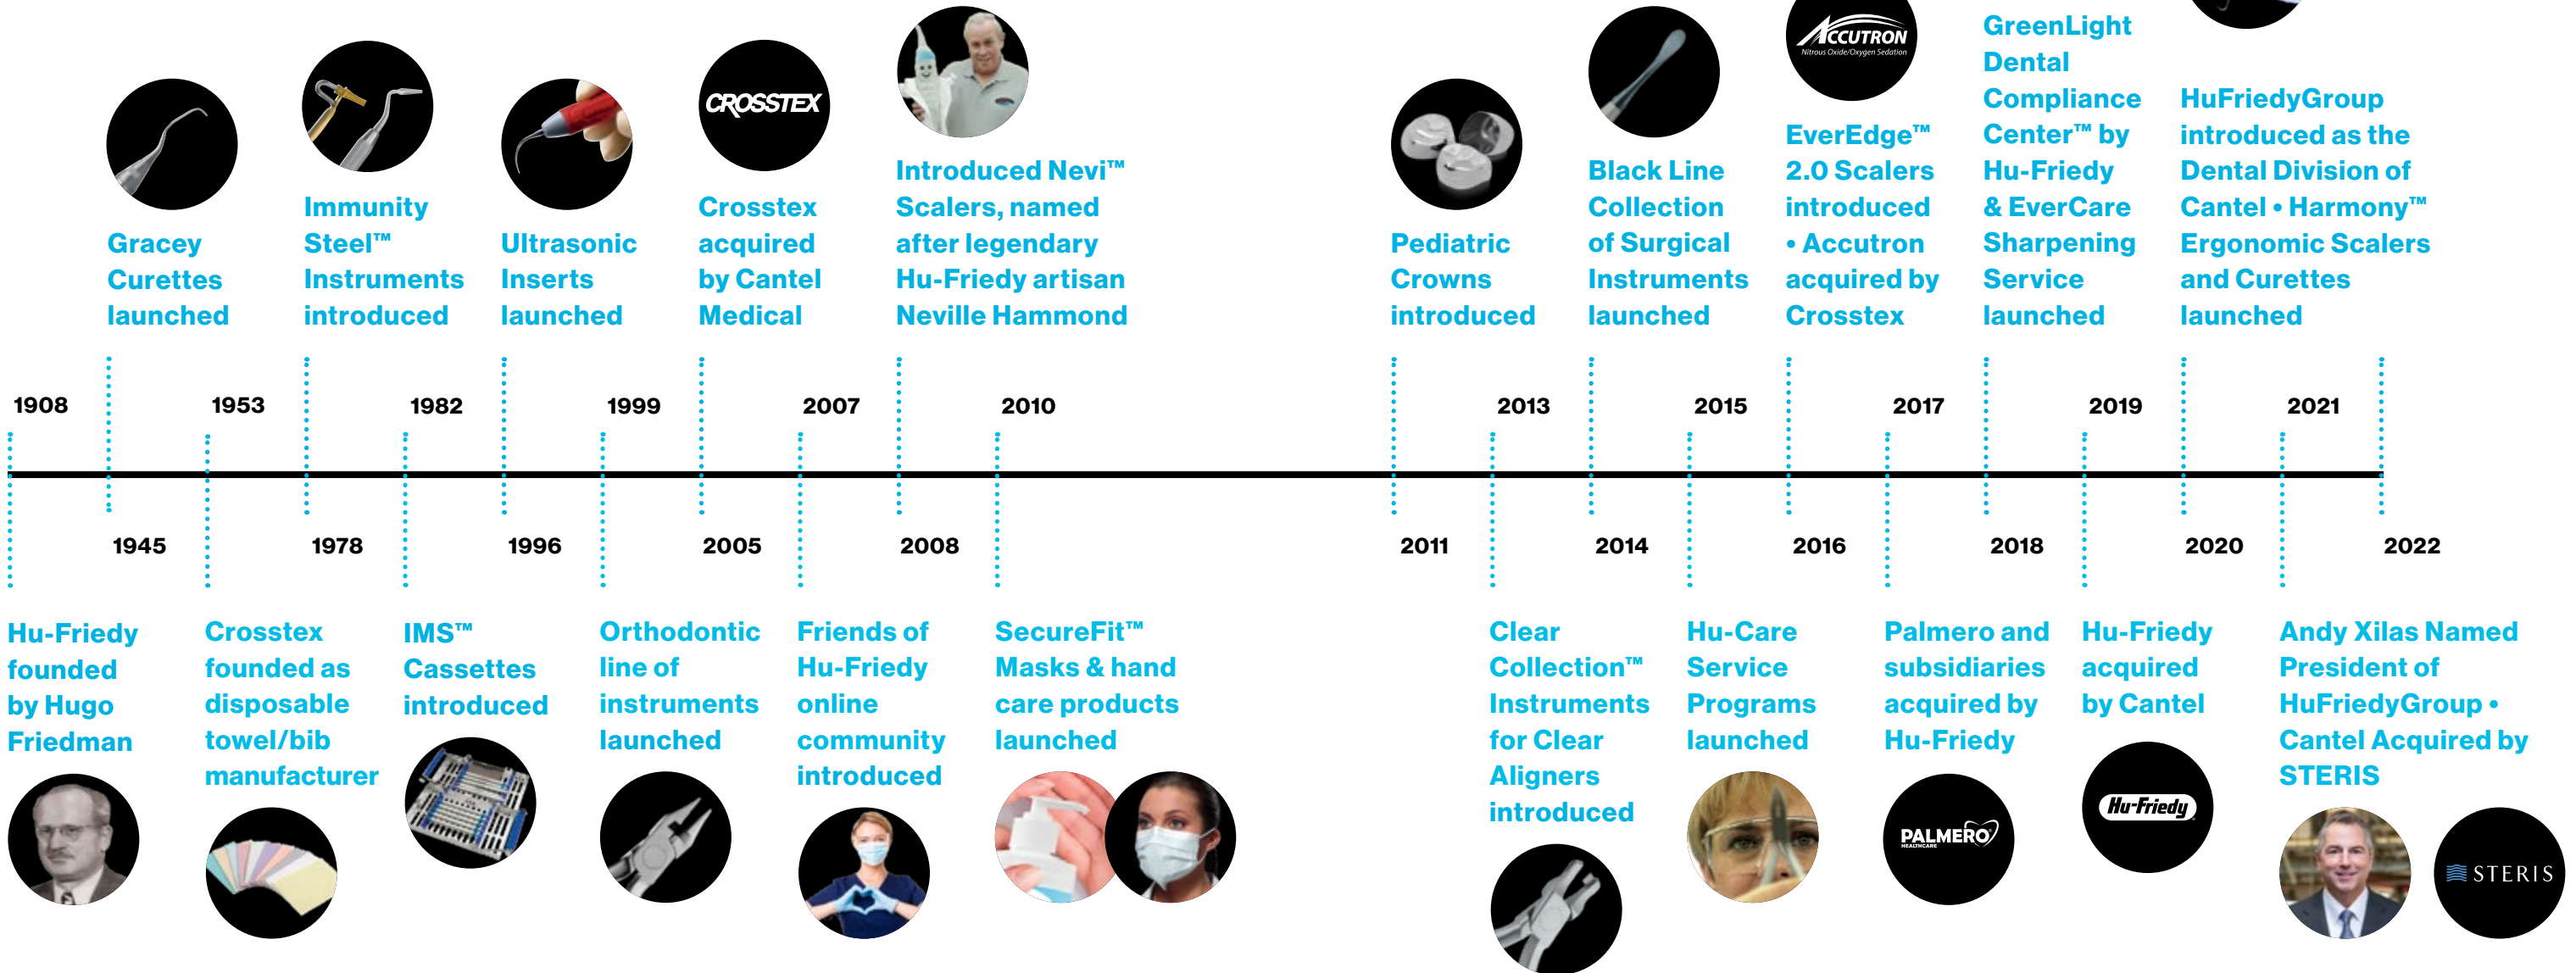 CROSSTEX
ACCUTRON
Nitrous Oxide/Oxygen Sedation
Gracey
Curettes
launched
Immunity
Steel™
Instruments
introduced
Ultrasonic
Inserts
launched
Crosstex
acquired
by Cantel
Medical
Introduced Nevi™
Scalers, named
after legendary
Hu-Friedy artisan
Neville Hammond
Pediatric
Crowns
introduced
Black Line
Collection
of Surgical
Instruments
launched
EverEdge™
2.0 Scalers
introduced
• Accutron
acquired by
Crosstex
GreenLight
Dental
Compliance
Center™ by
Hu-Friedy
& EverCare
Sharpening
Service
launched
HuFriedyGroup
introduced as the
Dental Division of
Cantel • Harmony™
Ergonomic Scalers
and Curettes
launched
1908
1953
1982
1999
2007
2010
2013
2015
2017
2019
2021
1945
1978
1996
2005
2008
2011
2014
2016
2018
2020
2022
Hu-Friedy
founded
by Hugo
Friedman
Crosstex
founded as
disposable
towel/bib
manufacturer
IMS™
Cassettes
introduced
Orthodontic
line of
instruments
launched
Friends of
Hu-Friedy
online
community
introduced
SecureFit™
Masks & hand
care products
launched
Clear
Collection™
Instruments
for Clear
Aligners
introduced
Hu-Care
Service
Programs
launched
Palmero and
subsidiaries
acquired by
Hu-Friedy
Hu-Friedy
acquired
by Cantel
Andy Xilas Named
President of
HuFriedyGroup •
Cantel Acquired by
STERIS
PALMERO
HEALTHCARE
Hu-Friedy
STERIS